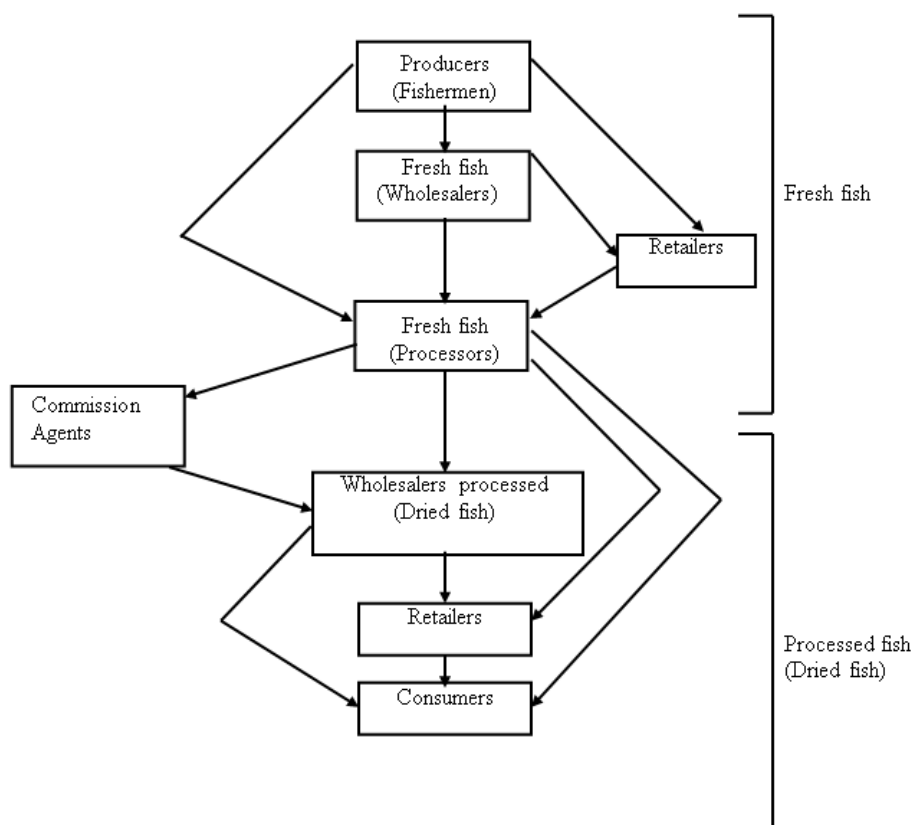 Producers
(Fishermen)
Fresh fish
(Wholesalers)
Fresh fish
Retailers
Fresh fish
(Processors)
Commission
Agents
Wholesalers processed
(Dried fish)
Retailers
Processed fish
(Dried fish)
Consumers